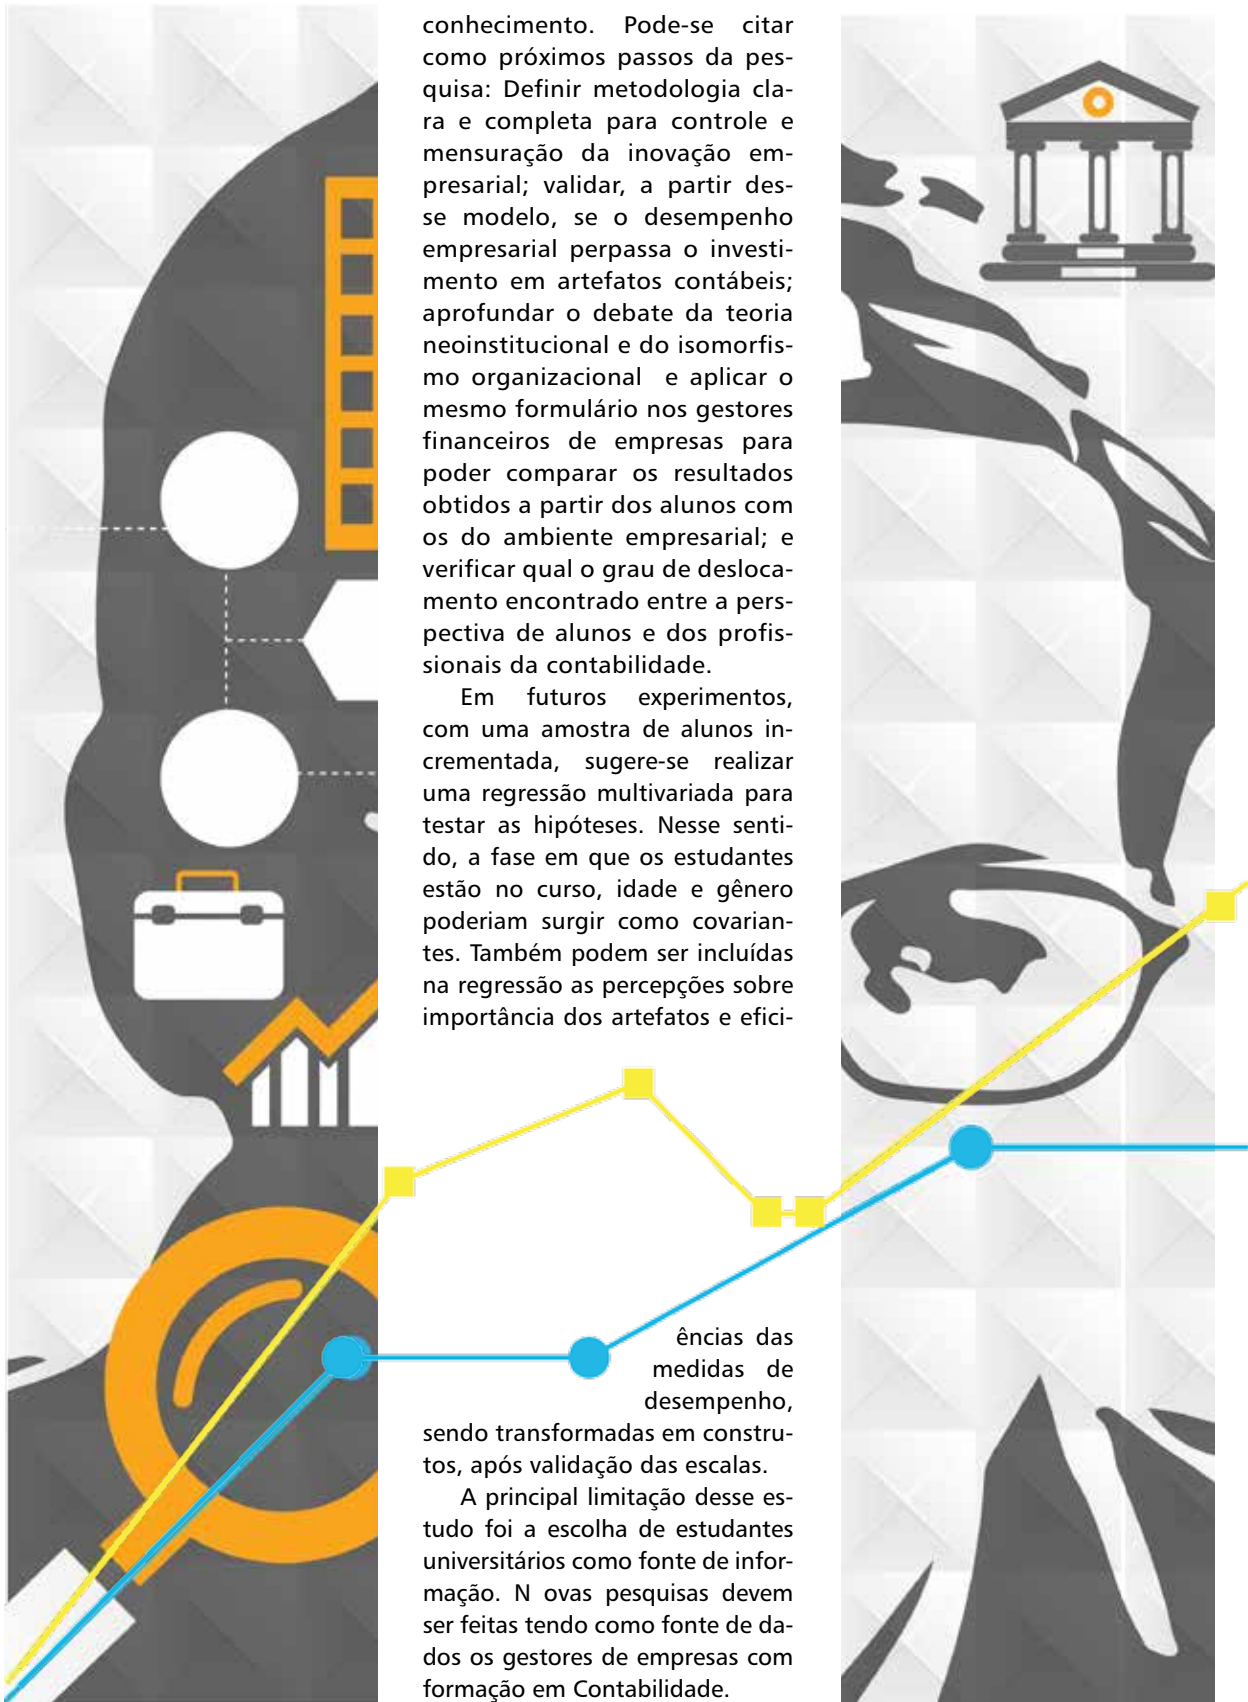 conhecimento. Pode-se citar
como próximos passos da pes-
quisa: Definir metodologia cla-
ra e completa para controle e
mensuração da inovação em-
presarial; validar, a partir des-
se modelo, se o desempenho
empresarial perpassa o investi-
mento em artefatos contábeis;
aprofundar o debate da teoria
neoinstitucional e do isomorfis-
mo organizacional e aplicar o
mesmo formulário nos gestores
financeiros de empresas para
poder comparar os resultados
obtidos a partir dos alunos com
os do ambiente empresarial; e
verificar qual o grau de desloca-
mento encontrado entre a pers-
pectiva de alunos e dos profis-
sionais da contabilidade.
Em futuros experimentos,
com uma amostra de alunos in-
crementada, sugere-se realizar
uma regressão multivariada para
testar as hipóteses. Nesse senti-
do, a fase em que os estudantes
estão no curso, idade e gênero
poderiam surgir como covarian-
tes. Também podem ser incluídas
na regressão as percepções sobre
importância dos artefatos e efici-
ências das
medidas de
desempenho,
sendo transformadas em constru-
tos, após validação das escalas.
A principal limitação desse es-
tudo foi a escolha de estudantes
universitários como fonte de infor-
mação. N ovas pesquisas devem
ser feitas tendo como fonte de da-
dos os gestores de empresas com
formação em Contabilidade.